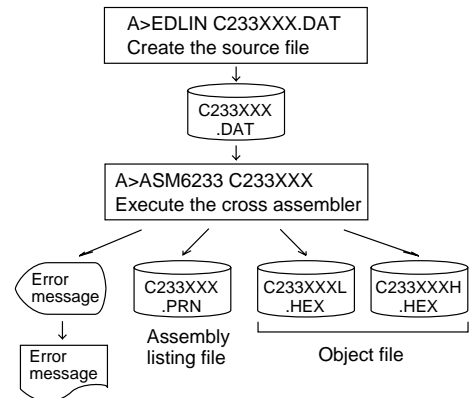 A>EDLIN C233XXX.DAT
Create the source file
C233XXX
.DAT
A>ASM6233 C233XXX
Execute the cross assembler
Error
message
C233XXX
.PRN
C233XXXL
.HEX
C233XXXH
.HEX
Assembly
listing file
Object file
Error
message